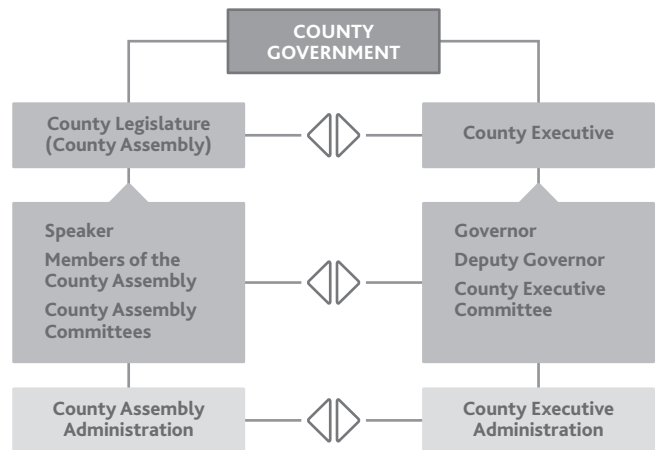 COUNTY
GOVERNMENT
County Legislature
(County Assembly)
County Executive
Speaker
Members of the
County Assembly
County Assembly
Committees
Governor
Deputy Governor
County Executive
Committee
County Assembly
Administration
County Executive
Administration